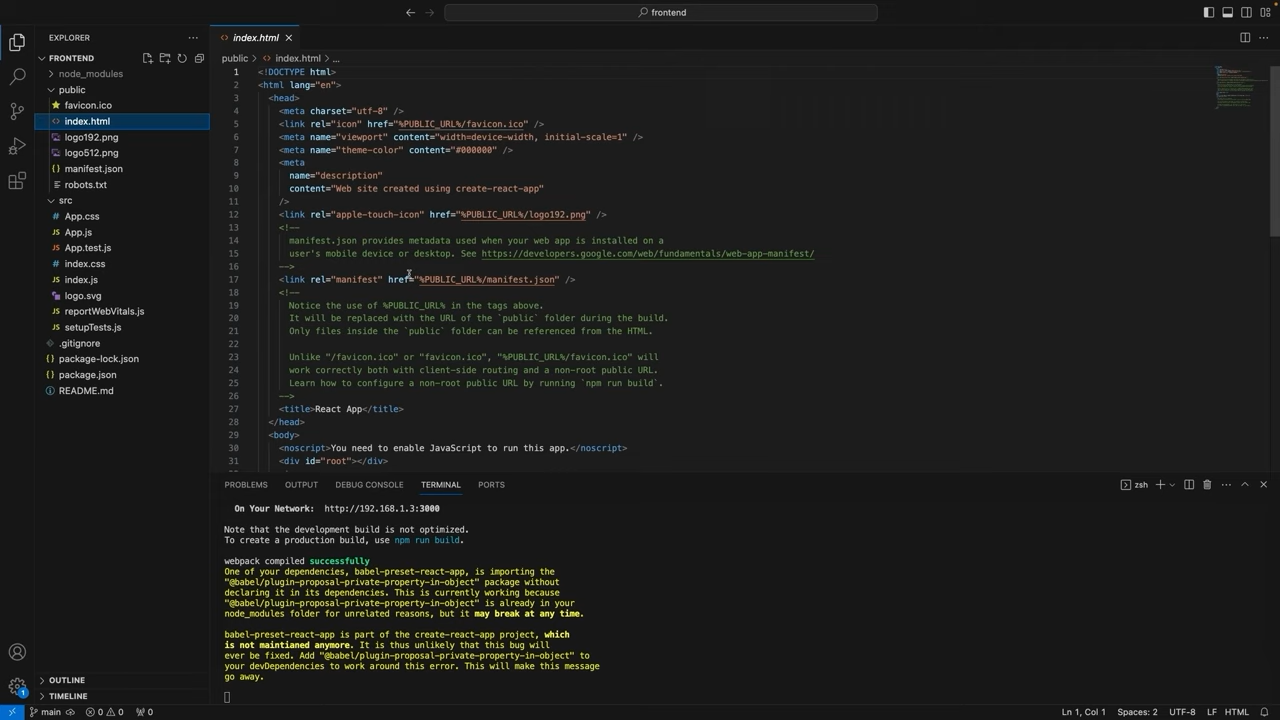 frontend
EXPLORER
FRONTEND
node_modules
public
favicon.ico
index.html
logo192.png
logo512.png
manifest.json
robots.txt
src
App.css
App.js
App.test.js
index.css
index.js
logo.svg
reportWebVitals.js
setupTests.js
.gitignore
package-lock.json
package.json
README.md
OUTLINE
TIMELINE
index.html
public > index.html > ...
1 <!DOCTYPE html>
2 <html lang="en">
3 <head>
4 <meta charset="utf-8" />
5 <link rel="icon" href="%PUBLIC_URL%/favicon.ico" />
6 <meta name="viewport" content="width=device-width, initial-scale=1" />
7 <meta name="theme-color" content="#000000" />
8 <meta
9 name="description"
10 content="Web site created using create-react-app"
11 />
12 <link rel="apple-touch-icon" href="%PUBLIC_URL%/logo192.png" />
13 <!--
14 manifest.json provides metadata used when your web app is installed on a
15 user's mobile device or desktop. See https://developers.google.com/web/fundamentals/web-app-manifest/
16 -->
17 <link rel="manifest" href="%PUBLIC_URL%/manifest.json" />
18 <!--
19 Notice the use of %PUBLIC_URL% in the tags above.
20 It will be replaced with the URL of the `public` folder during the build.
21 Only files inside the `public` folder can be referenced from the HTML.
22
23 Unlike "/favicon.ico" or "favicon.ico", "%PUBLIC_URL%/favicon.ico" will
24 work correctly both with client-side routing and a non-root public URL.
25 Learn how to configure a non-root public URL by running `npm run build`.
26 -->
27 <title>React App</title>
28 </head>
29 <body>
30 <noscript>You need to enable JavaScript to run this app.</noscript>
31 <div id="root"></div>
PROBLEMS OUTPUT DEBUG CONSOLE TERMINAL PORTS
zsh
On Your Network: http://192.168.1.3:3000
Note that the development build is not optimized.
To create a production build, use npm run build.
webpack compiled successfully
One of your dependencies, babel-preset-react-app, is importing the
"@babel/plugin-proposal-private-property-in-object" package without
declaring it in its dependencies. This is currently working because
"@babel/plugin-proposal-private-property-in-object" is already in your
node_modules folder for unrelated reasons, but it may break at any time.
babel-preset-react-app is part of the create-react-app project, which
is not maintianed anymore. It is thus unlikely that this bug will
ever be fixed. Add "@babel/plugin-proposal-private-property-in-object" to
your devDependencies to work around this error. This will make this message
go away.
1
main 0 0 0 Ln 1, Col 1 Spaces: 2 UTF-8 LF HTML